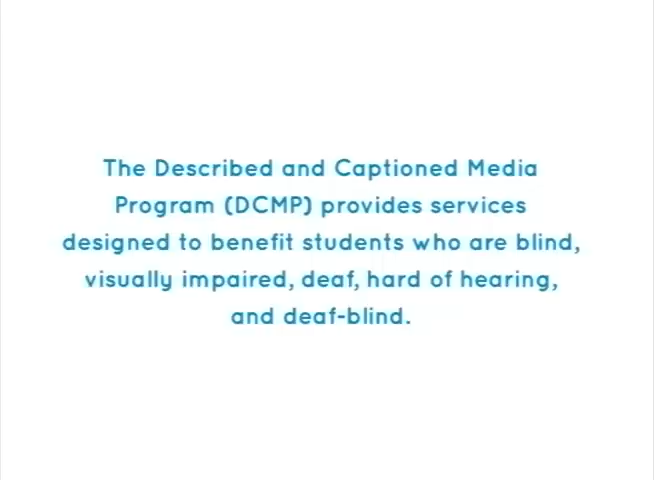 The Described and Captioned Media
Program (DCMP) provides services
designed to benefit students who are blind,
visually impaired, deaf, hard of hearing,
and deaf-blind.